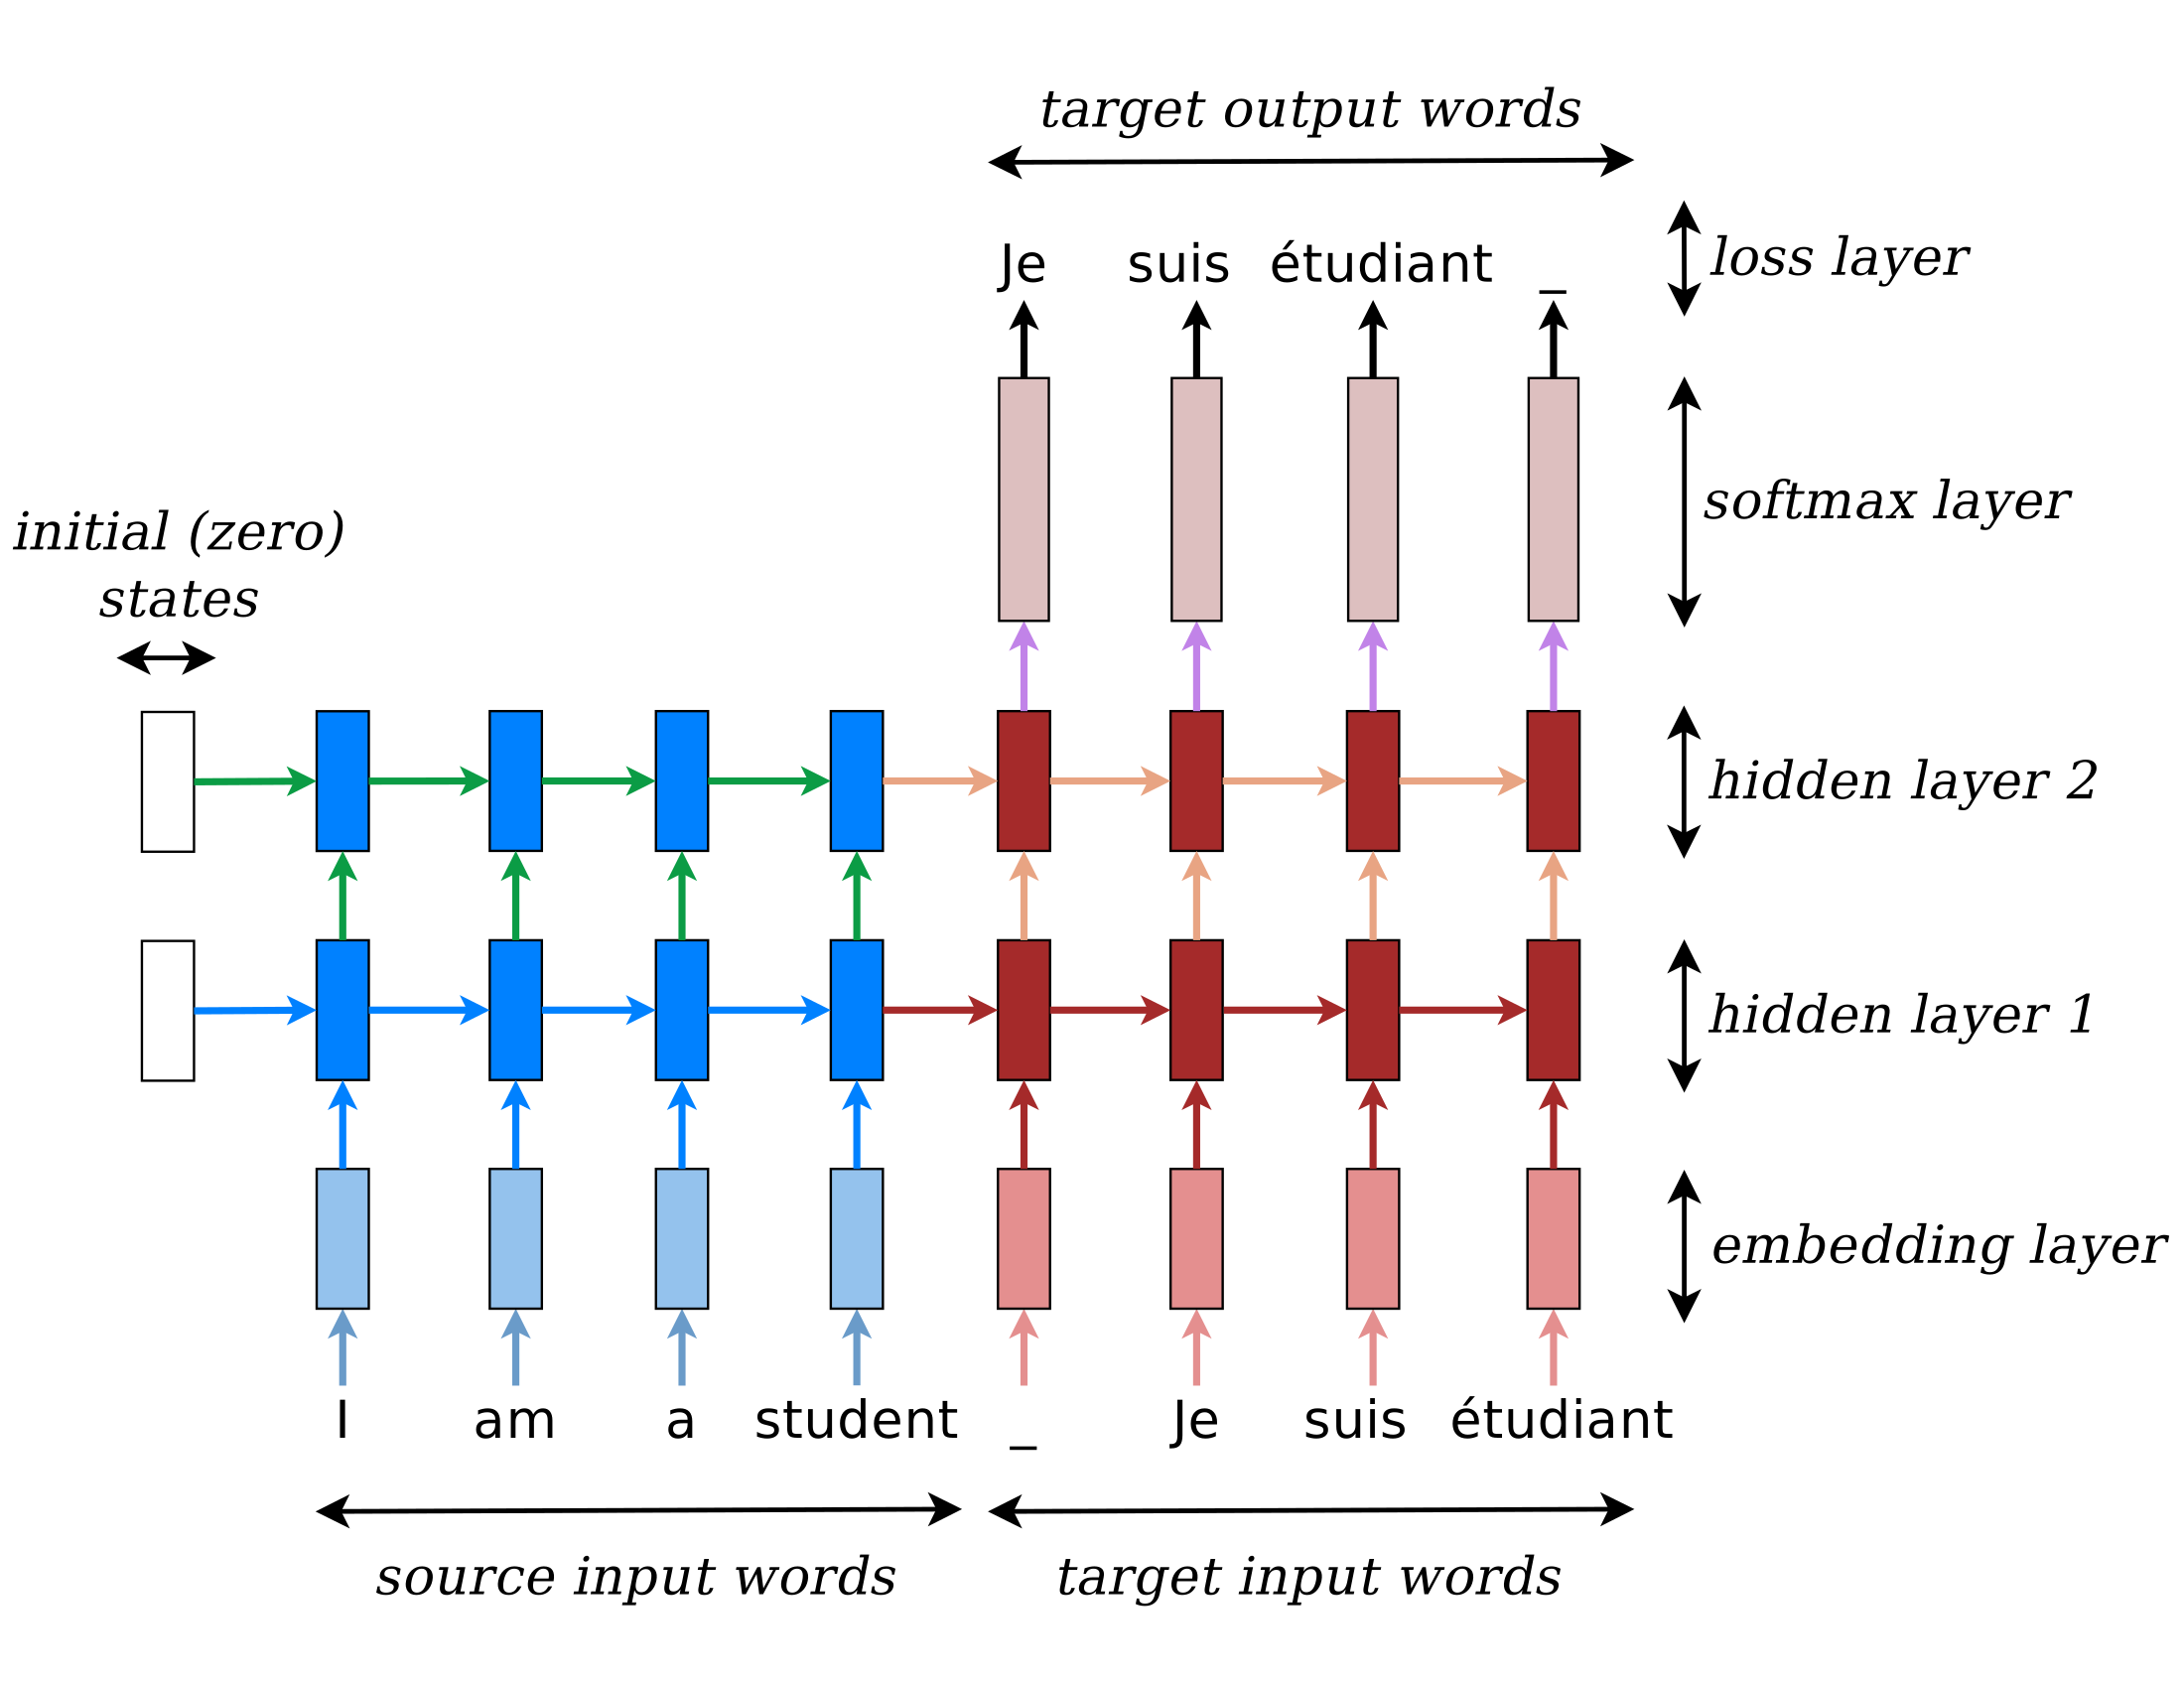 target output words
Je suis étudiant _
loss layer
softmax layer
initial (zero)
states
hidden layer 2
hidden layer 1
embedding layer
I am a student _ Je suis étudiant
source input words
target input words